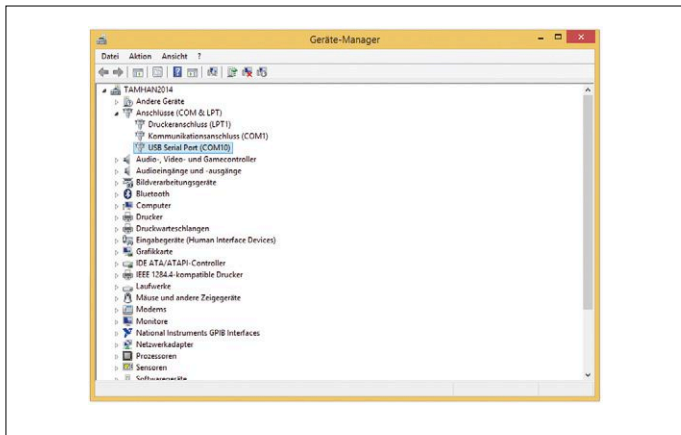 Geräte-Manager
Datei Aktion Ansicht ?
TAMHAN2014
Andere Geräte
Anschlüsse (COM & LPT)
Druckeranschluss (LPT1)
Kommunikationsanschluss (COM1)
USB Serial Port (COM10)
Audio-, Video- und Gamecontroller
Audioeingänge und -ausgänge
Bildverarbeitungsgeräte
Bluetooth
Computer
Drucker
Druckwarteschlangen
Eingabegeräte (Human Interface Devices)
Grafikkarte
IDE ATA/ATAPI-Controller
IEEE 1284.4-kompatible Drucker
Laufwerke
Mäuse und andere Zeigegeräte
Modems
Monitore
National Instruments GPIB Interfaces
Netzwerkadapter
Prozessoren
Sensoren
Softwaregeräte